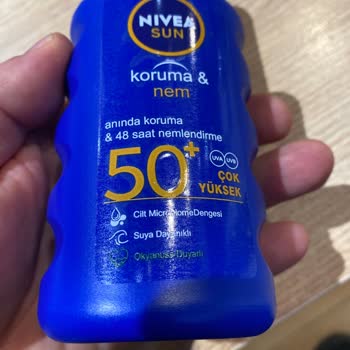 NIVEA
SUN
koruma &
nem
anında koruma
& 48 saat nemlendirme
50+
UVA UVB
ÇOK
YÜKSEK
Cilt MicrobiomeDengesi
Suya Dayanıklı
Okyanusa Duyarlı